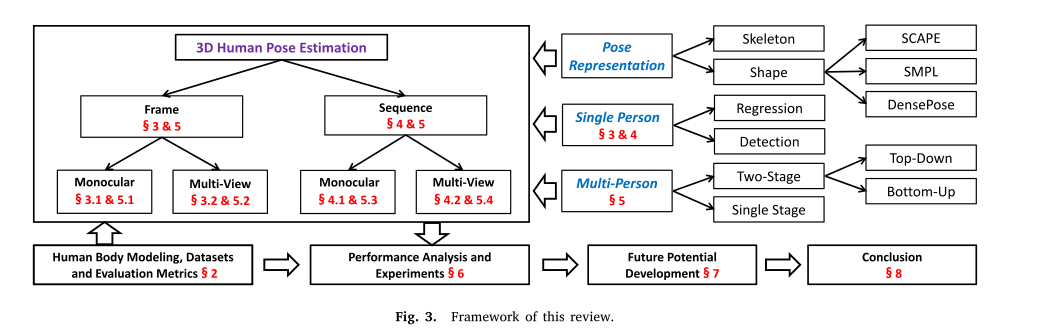 3D Human Pose Estimation
Frame
§ 3 & 5
Sequence
§ 4 & 5
Monocular
§ 3.1 & 5.1
Multi-View
§ 3.2 & 5.2
Monocular
§ 4.1 & 5.3
Multi-View
§ 4.2 & 5.4
Pose
Representation
Skeleton
Shape
SCAPE
SMPL
DensePose
Single Person
§ 3 & 4
Regression
Detection
Multi-Person
§ 5
Two-Stage
Single Stage
Top-Down
Bottom-Up
Human Body Modeling, Datasets
and Evaluation Metrics § 2
Performance Analysis and
Experiments § 6
Future Potential
Development § 7
Conclusion
§ 8
Fig. 3. Framework of this review.